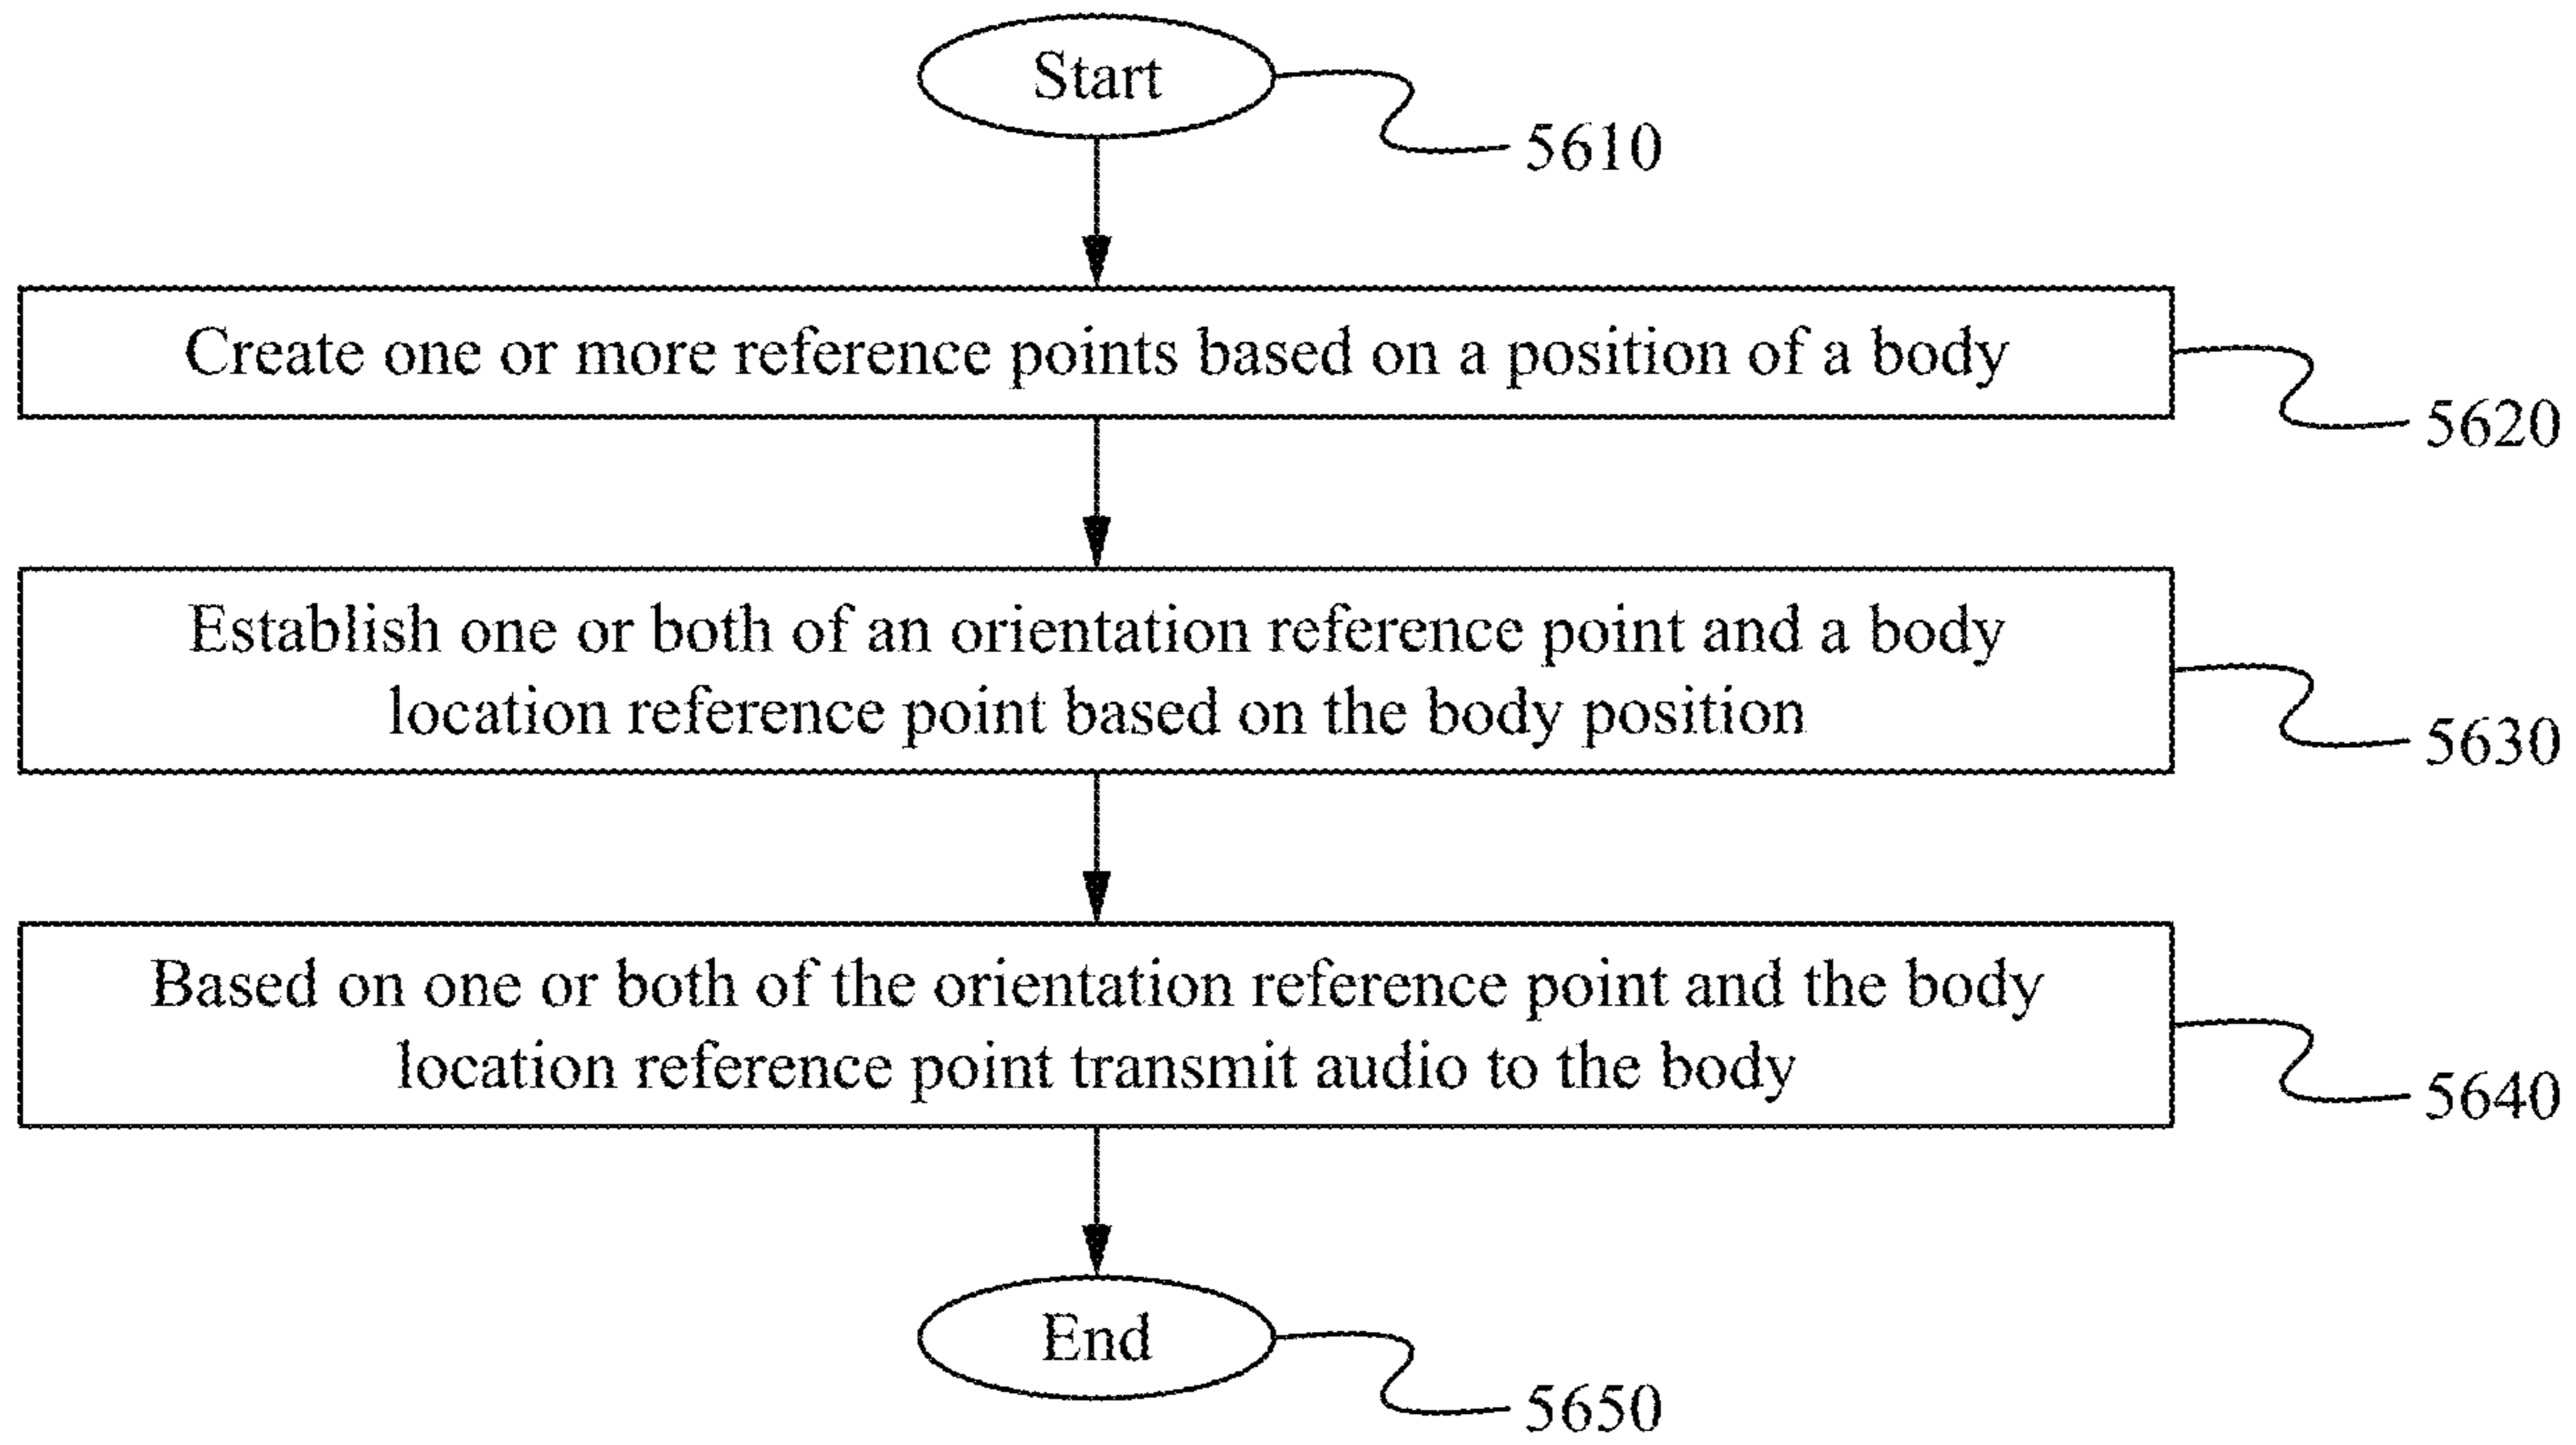 Start
5610
Create one or more reference points based on a position of a body
5620
Establish one or both of an orientation reference point and a body
location reference point based on the body position
5630
Based on one or both of the orientation reference point and the body
location reference point transmit audio to the body
5640
End
5650